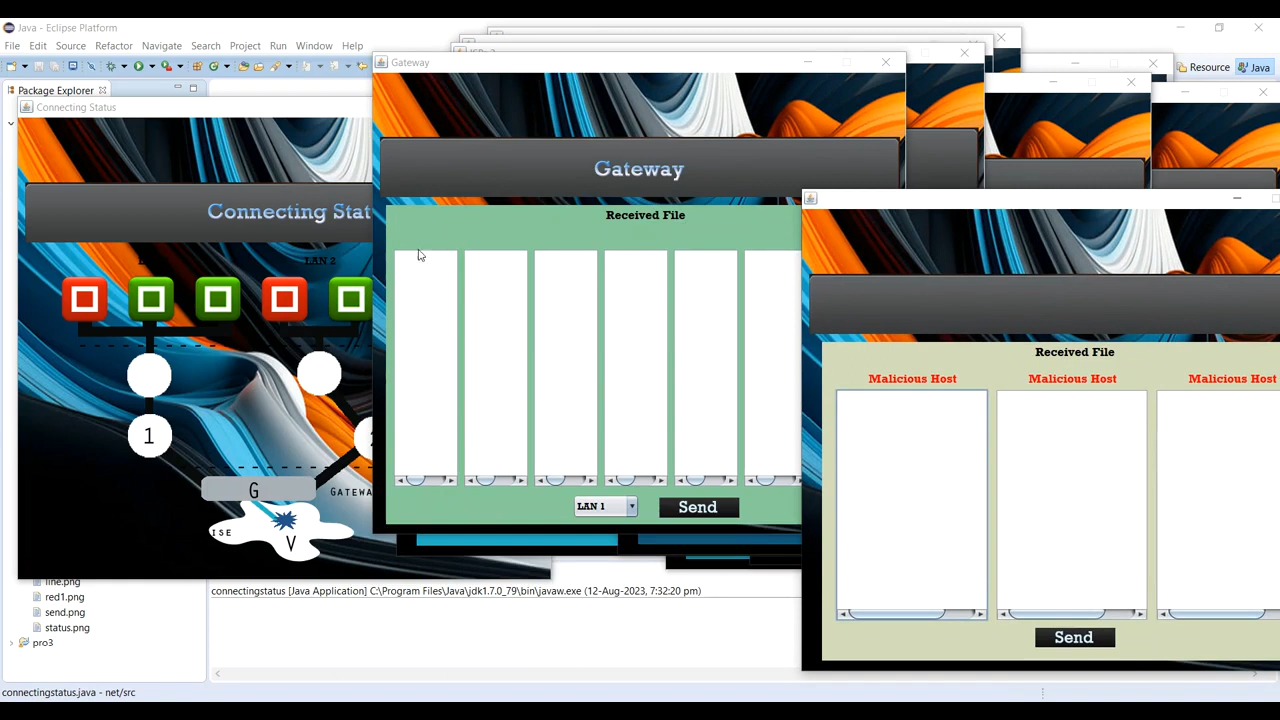 Java - Eclipse Platform
File Edit Source Refactor Navigate Search Project Run Window Help
Resource Java
Package Explorer
Connecting Status
Connecting Statu
LAN 2
1
G
GATEWA
ISE
V
Gateway
Gateway
Received File
LAN 1
Send
Received File
Malicious Host Malicious Host Malicious Host
Send
connectingstatus [Java Application] C:\Program Files\Java\jdk1.7.0_79\bin\javaw.exe (12-Aug-2023, 7:32:20 pm)
line.png
red1.png
send.png
status.png
pro3
connectingstatus.java - net/src